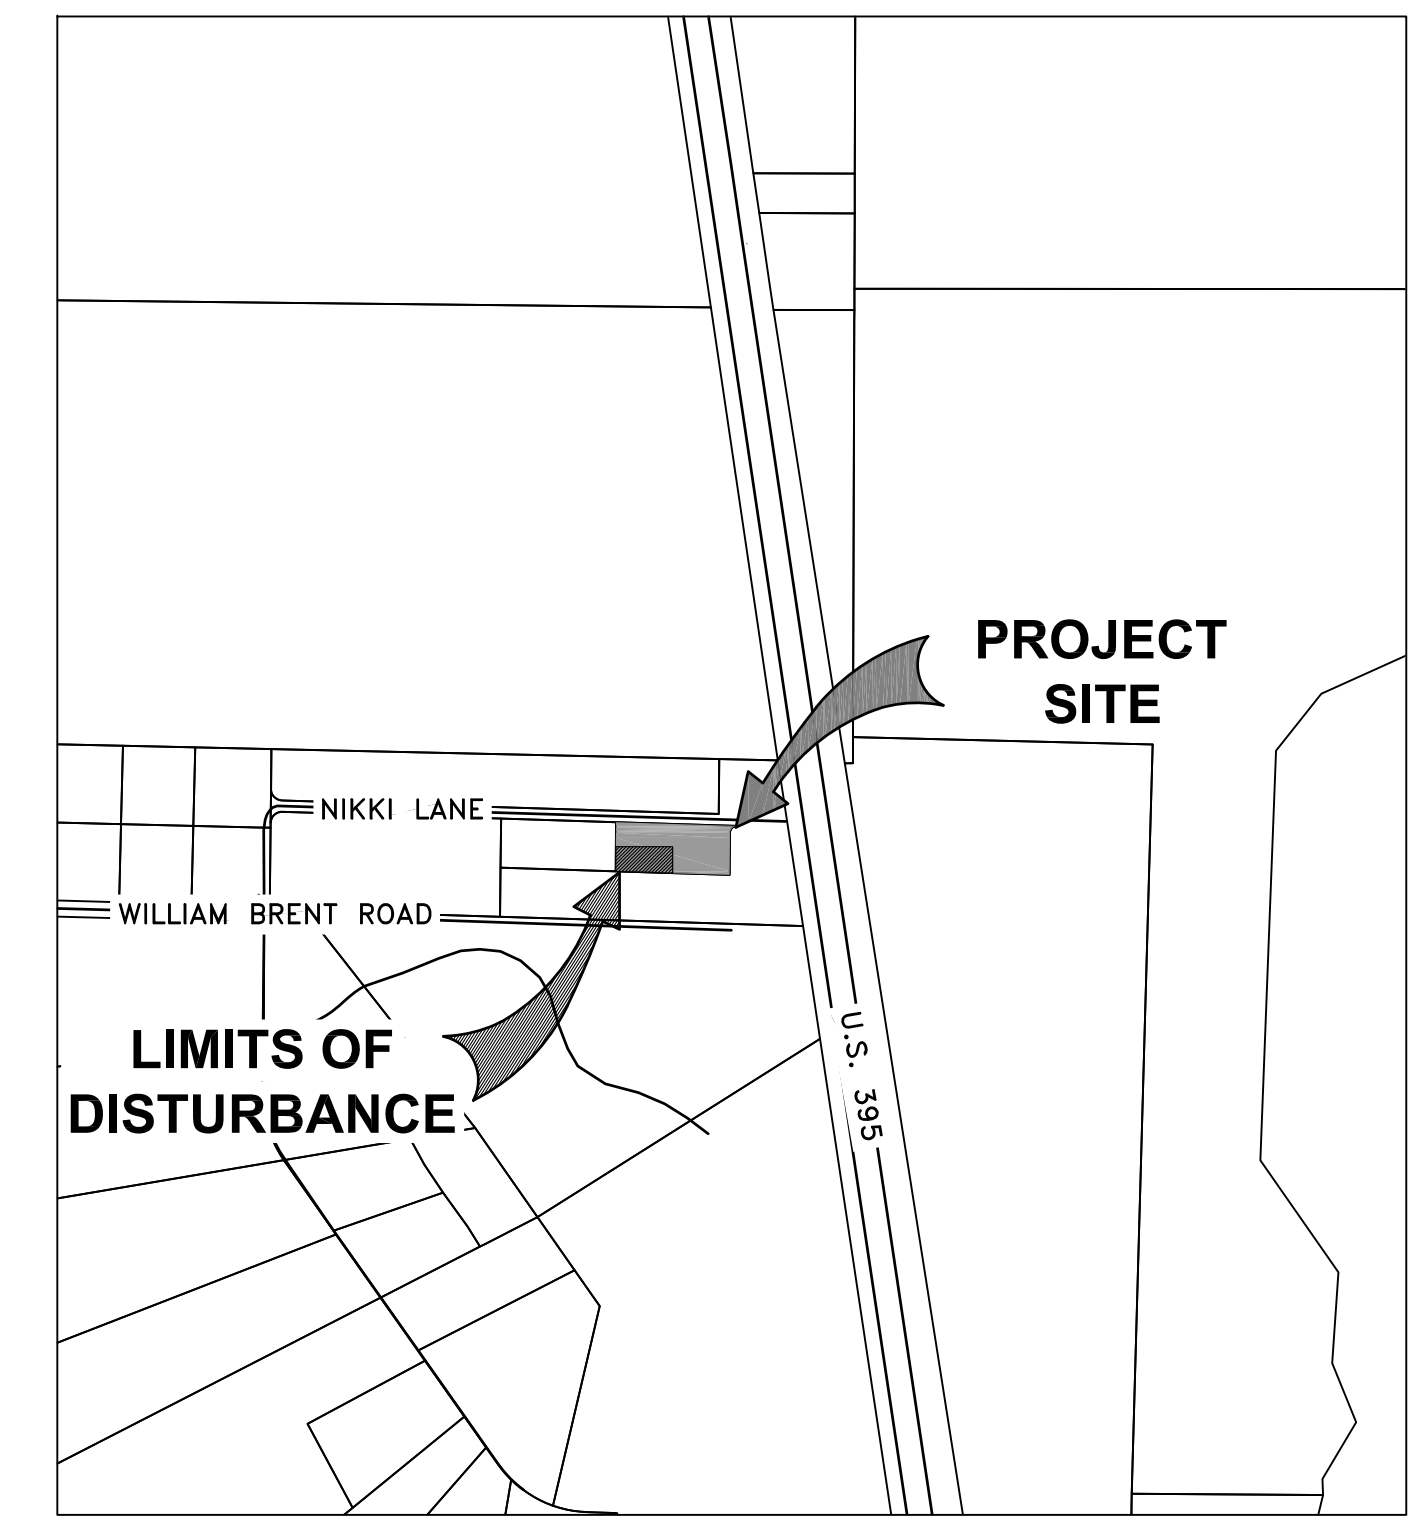 PROJECT
SITE
NIKKI LANE
WILLIAM BRENT ROAD
LIMITS OF
DISTURBANCE
U.S. 395